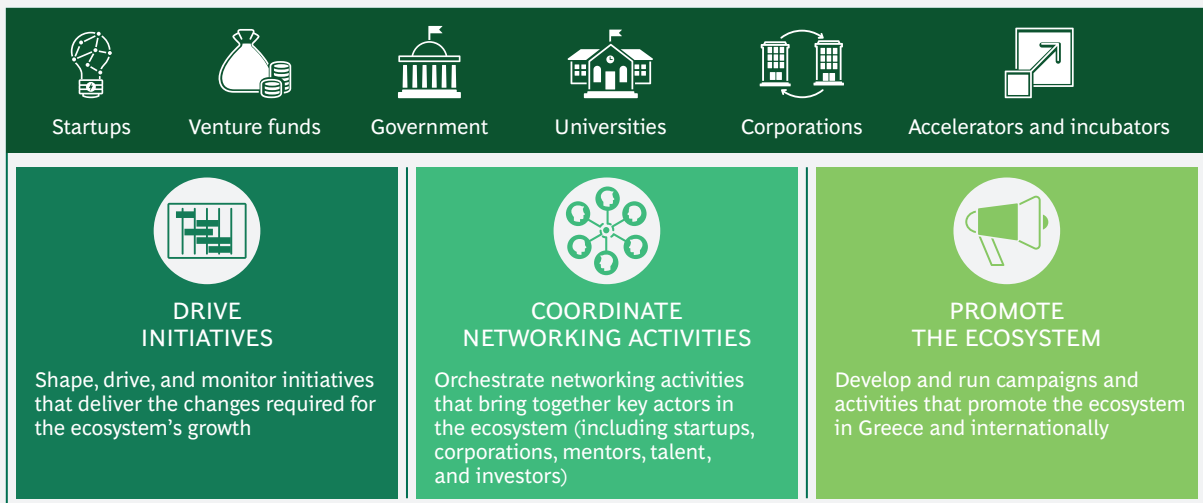 Startups
Venture funds
Government
Universities
Corporations
Accelerators and incubators
DRIVE
INITIATIVES
Shape, drive, and monitor initiatives
that deliver the changes required for
the ecosystem’s growth
COORDINATE
NETWORKING ACTIVITIES
Orchestrate networking activities
that bring together key actors in
the ecosystem (including startups,
corporations, mentors, talent,
and investors)
PROMOTE
THE ECOSYSTEM
Develop and run campaigns and
activities that promote the ecosystem
in Greece and internationally